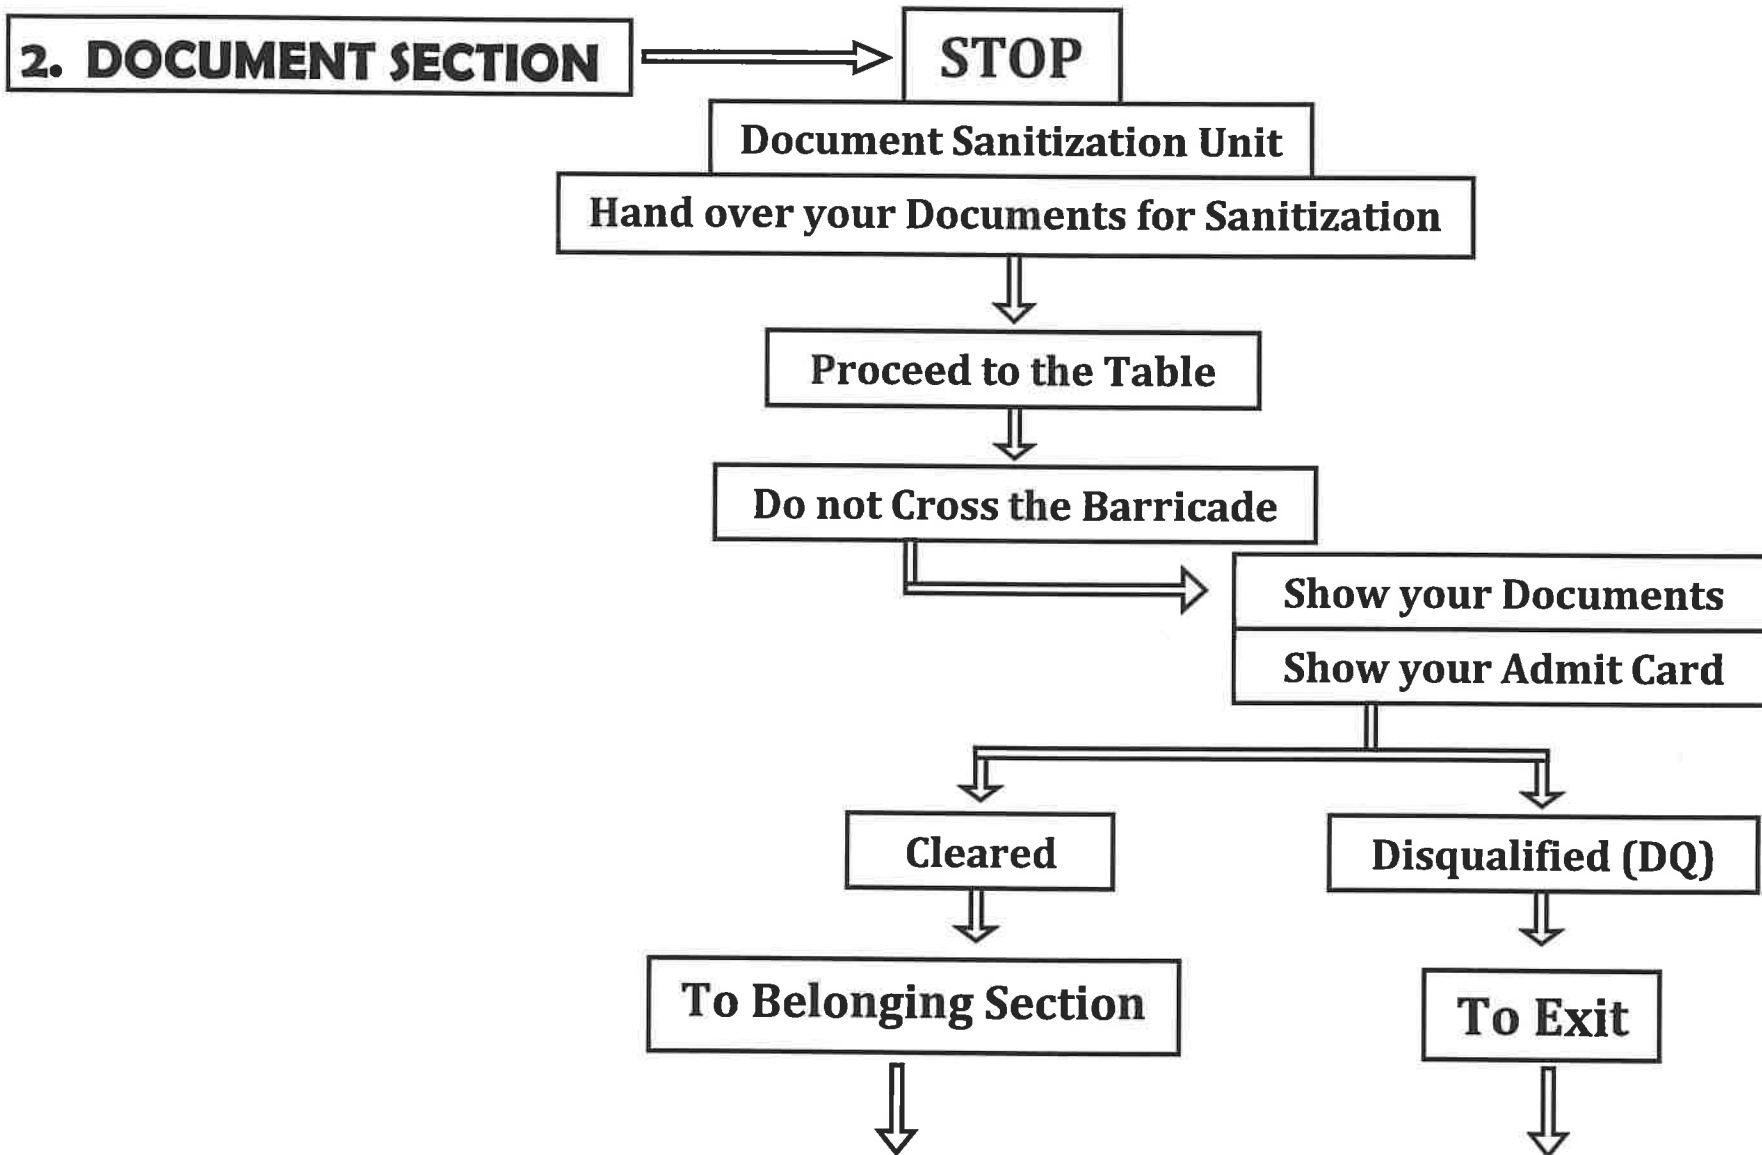 2. DOCUMENT SECTION
STOP
Document Sanitization Unit
Hand over your Documents for Sanitization
Proceed to the Table
Do not Cross the Barricade
Show your Documents
Show your Admit Card
Cleared
Disqualified (DQ)
To Belonging Section
To Exit